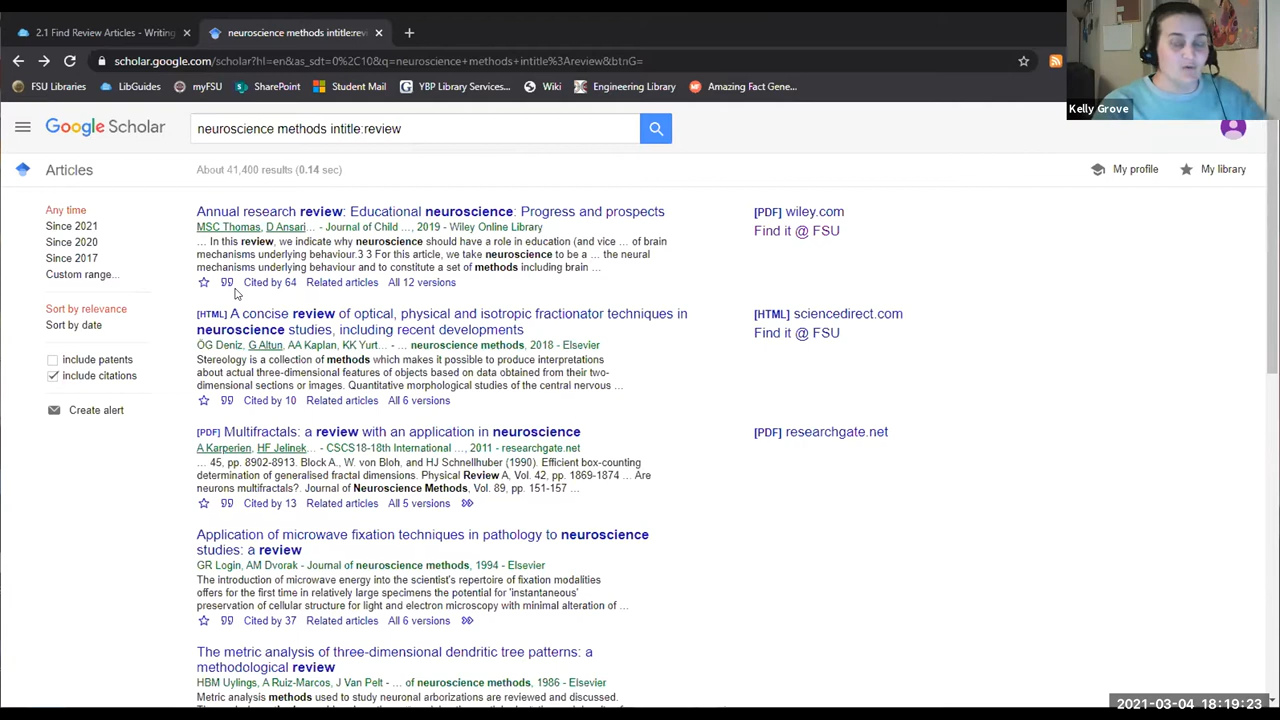 2.1 Find Review Articles - Writing
neuroscience methods intitle:revi
scholar.google.com/scholar?hl=en&as_sdt=0%2C10&q=neuroscience+methods+intitle%3Areview&btnG=
FSU Libraries
LibGuides
myFSU
SharePoint
Student Mail
YBP Library Services...
Wiki
Engineering Library
Amazing Fact Gene...
Kelly Grove
Google Scholar
neuroscience methods intitle:review
Articles
About 41,400 results (0.14 sec)
My profile
My library
Any time
Since 2021
Since 2020
Since 2017
Custom range...
Sort by relevance
Sort by date
include patents
include citations
Create alert
Annual research review: Educational neuroscience: Progress and prospects
MSC Thomas, D Ansari... - Journal of Child ..., 2019 - Wiley Online Library
... In this review, we indicate why neuroscience should have a role in education (and vice ... of brain
mechanisms underlying behaviour.3 3 For this article, we take neuroscience to be a ... the neural
mechanisms underlying behaviour and to constitute a set of methods including brain ...
Cited by 64 Related articles All 12 versions
[PDF] wiley.com
Find it @ FSU
[HTML] A concise review of optical, physical and isotropic fractionator techniques in
neuroscience studies, including recent developments
ÖG Deniz, G Altun, AA Kaplan, KK Yurt... - ... neuroscience methods, 2018 - Elsevier
Stereology is a collection of methods which makes it possible to produce interpretations
about actual three-dimensional features of objects based on data obtained from their two-
dimensional sections or images. Quantitative morphological studies of the central nervous ...
Cited by 10 Related articles All 6 versions
[HTML] sciencedirect.com
Find it @ FSU
[PDF] Multifractals: a review with an application in neuroscience
A Karperien, HF Jelinek... - CSCS18-18th International ..., 2011 - researchgate.net
... 45, pp. 8902-8913. Block A., W. von Bloh, and HJ Schnellhuber (1990). Efficient box-counting
determination of generalised fractal dimensions. Physical Review A, Vol. 42, pp. 1869-1874 ... Are
neurons multifractals?. Journal of Neuroscience Methods, Vol. 89, pp. 151-157 ...
Cited by 13 Related articles All 5 versions
[PDF] researchgate.net
Application of microwave fixation techniques in pathology to neuroscience
studies: a review
GR Login, AM Dvorak - Journal of neuroscience methods, 1994 - Elsevier
The introduction of microwave energy into the scientist's repertoire of fixation modalities
offers for the first time in relatively large specimens the potential for 'instantaneous'
preservation of cellular structure for light and electron microscopy with minimal alteration of ...
Cited by 37 Related articles All 6 versions
The metric analysis of three-dimensional dendritic tree patterns: a
methodological review
HBM Uylings, A Ruiz-Marcos, J Van Pelt - ... of neuroscience methods, 1986 - Elsevier
Metric analysis methods used to study neuronal arborizations are reviewed and discussed.
2021-03-04 18:19:23